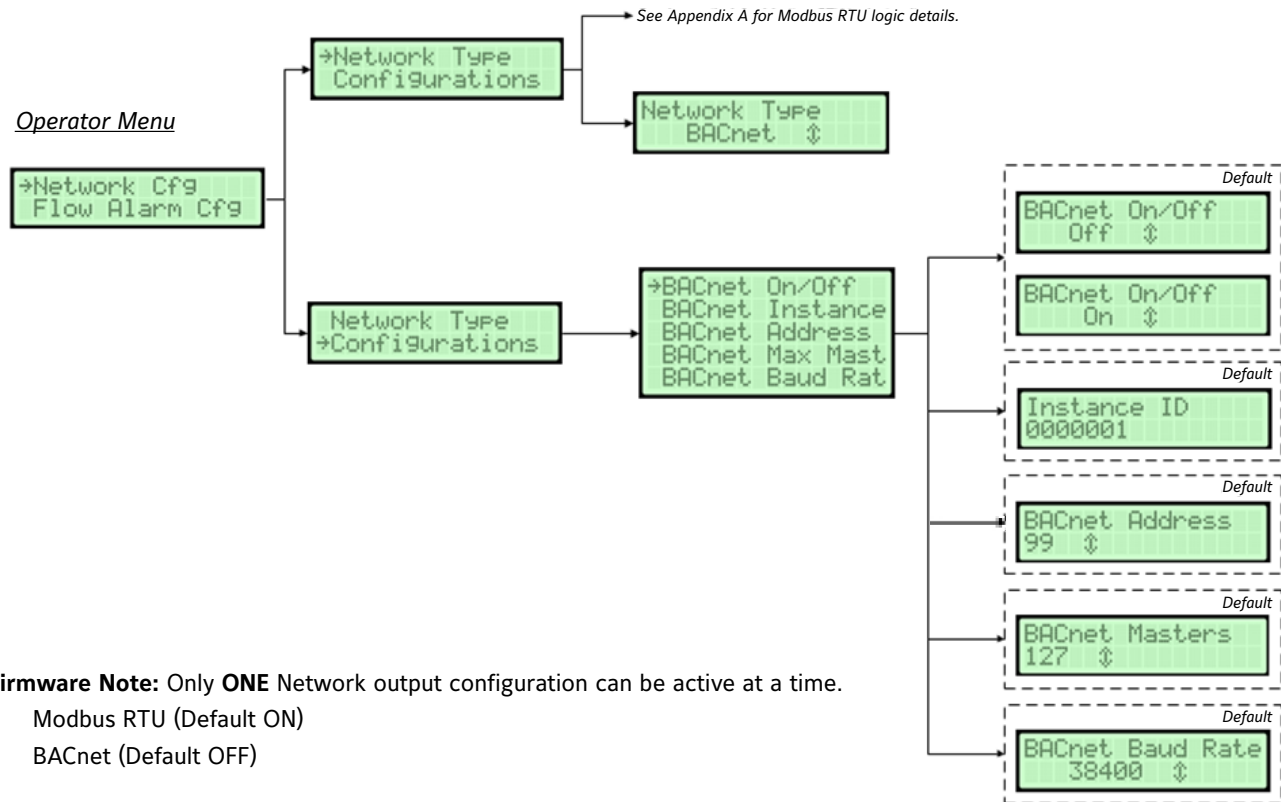 See Appendix A for Modbus RTU logic details.
→Network Type
Configurations
Operator Menu
Network Type
BACnet ⇕
→Network Cfg
Flow Alarm Cfg
Network Type
→Configurations
→BACnet On/Off
BACnet Instance
BACnet Address
BACnet Max Mast
BACnet Baud Rat
Default
BACnet On/Off
Off ⇕
BACnet On/Off
On ⇕
Default
Instance ID
0000001
Default
BACnet Address
99 ⇕
Default
BACnet Masters
127 ⇕
Default
BACnet Baud Rate
38400 ⇕
irmware Note: Only ONE Network output configuration can be active at a time.
Modbus RTU (Default ON)
BACnet (Default OFF)